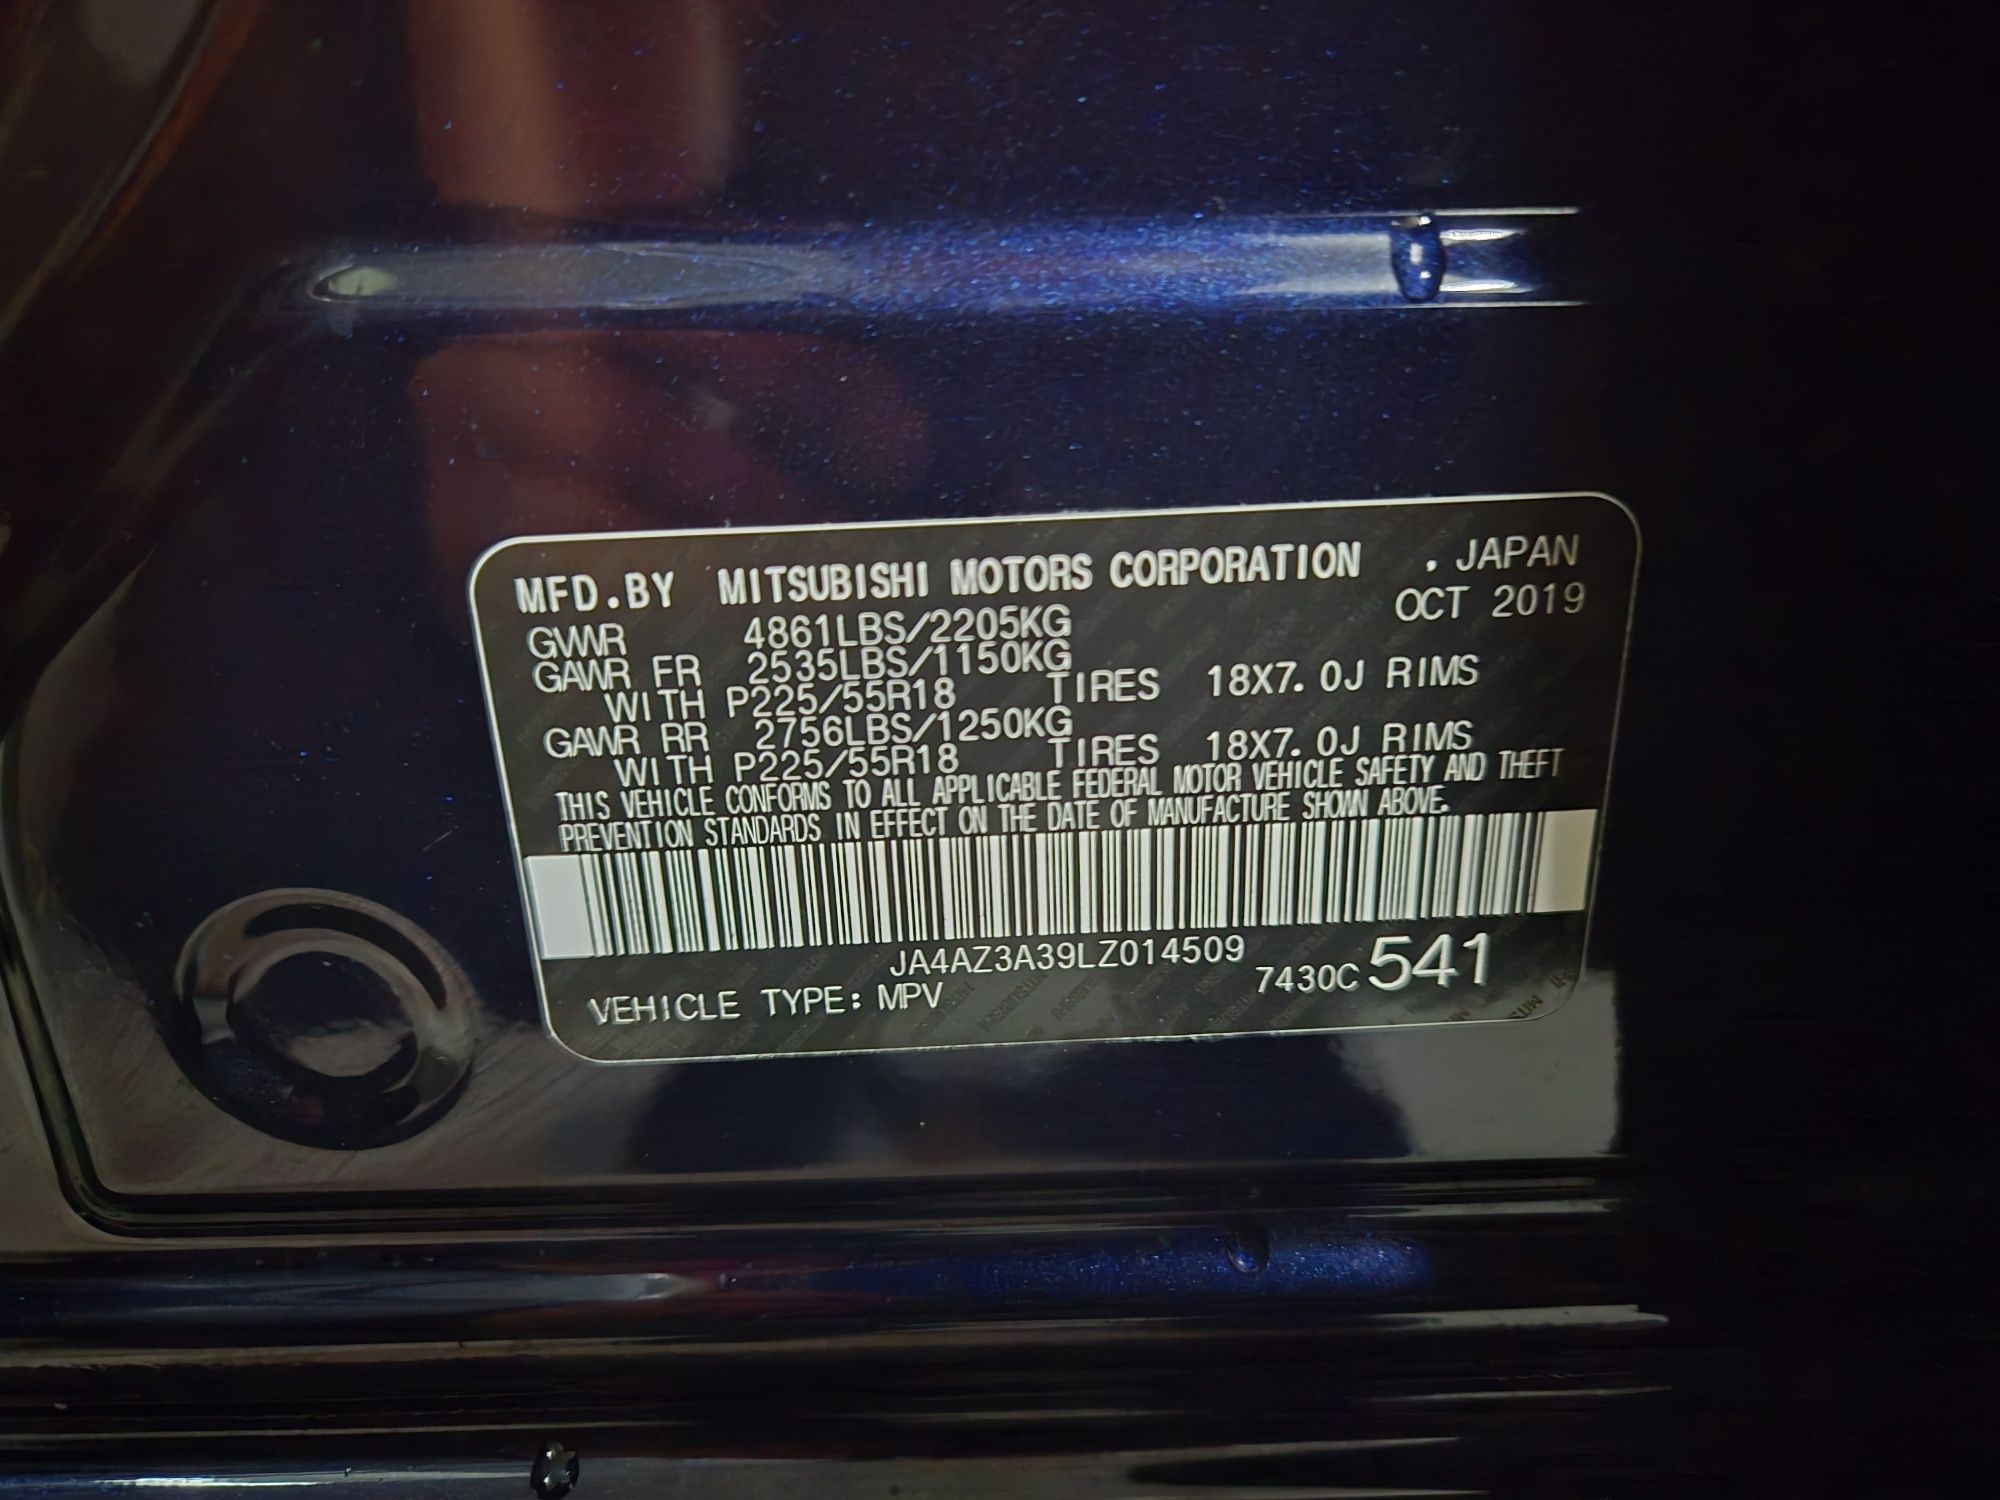 MFD.BY MITSUBISHI MOTORS CORPORATION . JAPAN
OCT 2019
GVWR 4861LBS/2205KG
GAWR FR 2535LBS/1150KG
WITH P225/55R18 TIRES 18X7.0J RIMS
GAWR RR 2756LBS/1250KG
WITH P225/55R18 TIRES 18X7.0J RIMS
THIS VEHICLE CONFORMS TO ALL APPLICABLE FEDERAL MOTOR VEHICLE SAFETY AND THEFT
PREVENTION STANDARDS IN EFFECT ON THE DATE OF MANUFACTURE SHOWN ABOVE.
JA4AZ3A39LZ014509
VEHICLE TYPE: MPV 7430C 541